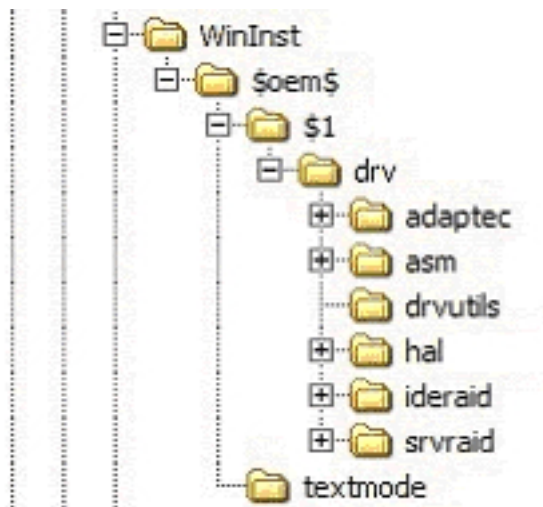 WinInst
$oem$
$1
drv
adaptec
asm
drvutils
hal
ideraid
srvraid
textmode